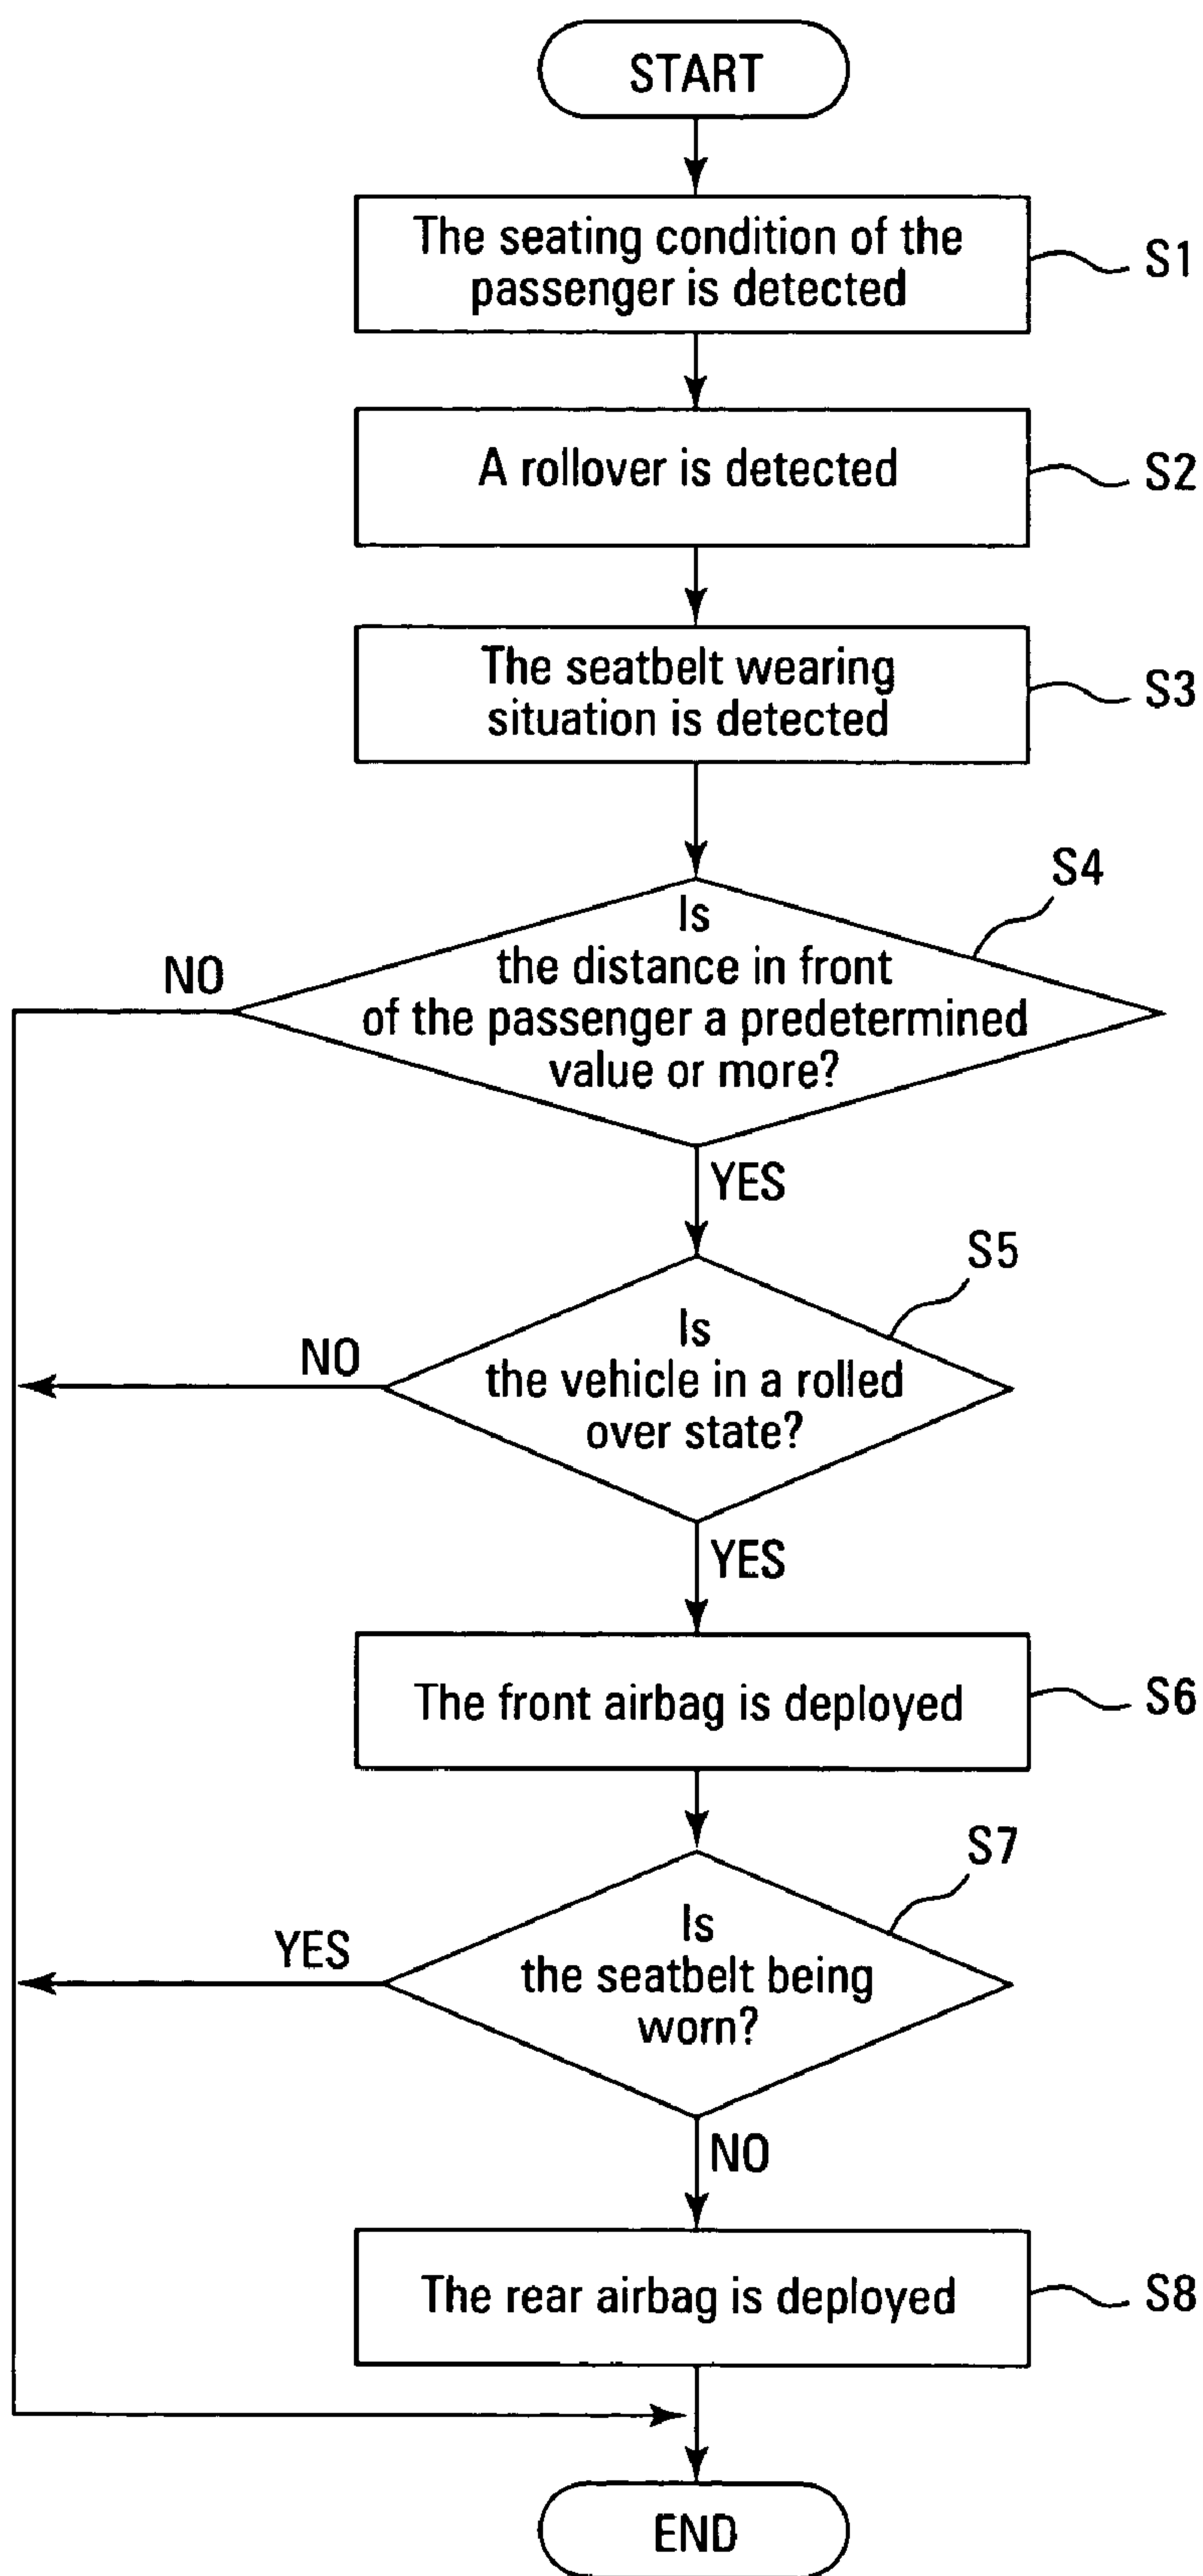 START
The seating condition of the
passenger is detected
S1
A rollover is detected
S2
The seatbelt wearing
situation is detected
S3
S4
Is
the distance in front
of the passenger a predetermined
value or more?
NO
YES
S5
Is
the vehicle in a rolled
over state?
NO
YES
The front airbag is deployed
S6
S7
Is
the seatbelt being
worn?
YES
NO
The rear airbag is deployed
S8
END